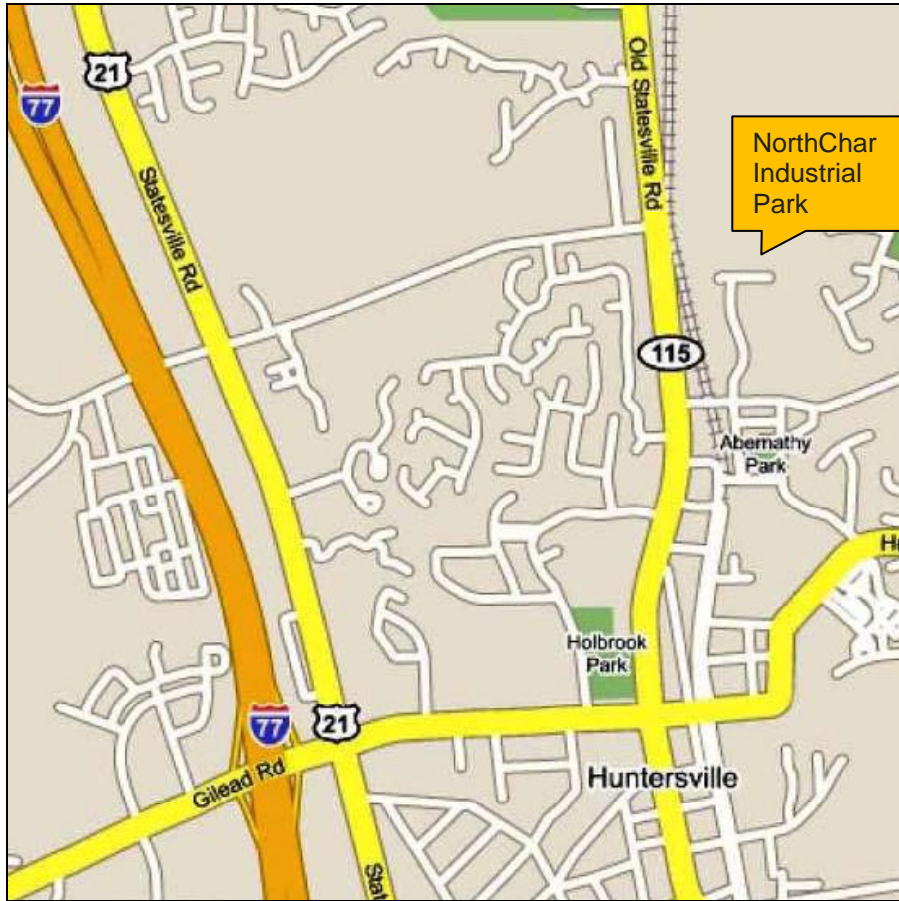 21
77
Old Statesville Rd
NorthChar
Industrial
Park
Statesville Rd
115
Abernathy
Park
Holbrook
Park
77
21
Gilead Rd
Huntersville